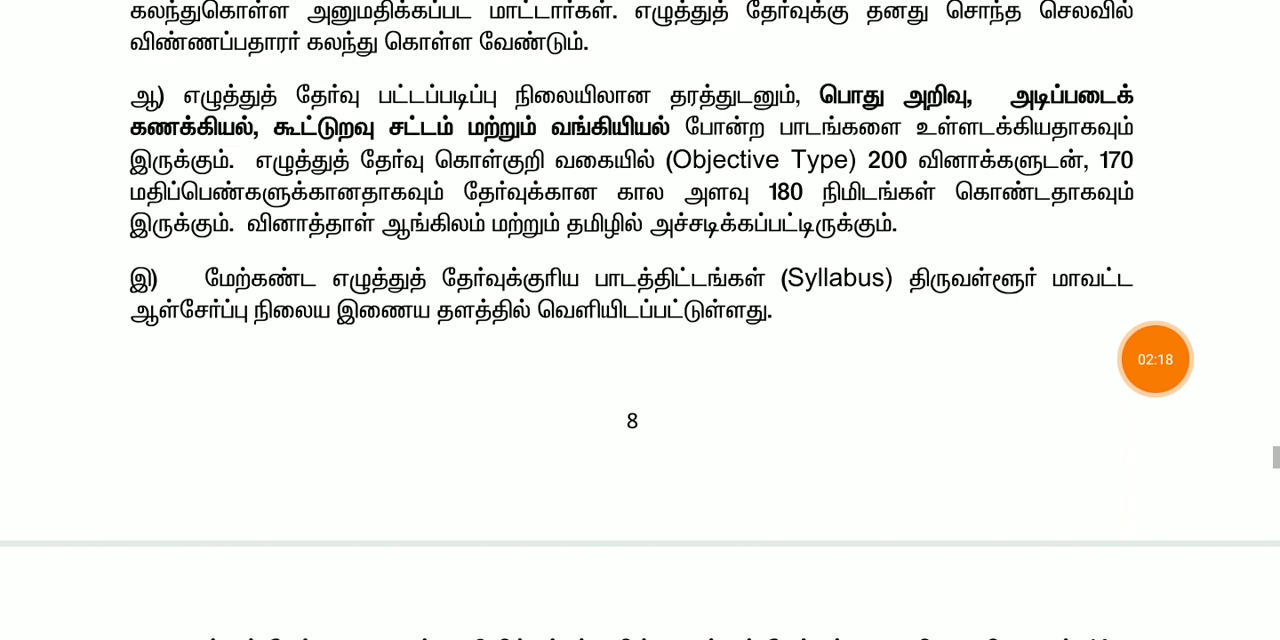 கலந்துகொள்ள அனுமதிக்கப்பட மாட்டார்கள். எழுத்துத் தேர்வுக்கு தனது சொந்த செலவில்
விண்ணப்பதாரர் கலந்து கொள்ள வேண்டும்.
ஆ) எழுத்துத் தேர்வு பட்டப்படிப்பு நிலையிலான தரத்துடனும், பொது அறிவு, அடிப்படைக்
கணக்கியல், கூட்டுறவு சட்டம் மற்றும் வங்கியியல் போன்ற பாடங்களை உள்ளடக்கியதாகவும்
இருக்கும். எழுத்துத் தேர்வு கொள்குறி வகையில் (Objective Type) 200 வினாக்களுடன், 170
மதிப்பெண்களுக்கானதாகவும் தேர்வுக்கான கால அளவு 180 நிமிடங்கள் கொண்டதாகவும்
இருக்கும். வினாத்தாள் ஆங்கிலம் மற்றும் தமிழில் அச்சடிக்கப்பட்டிருக்கும்.
இ) மேற்கண்ட எழுத்துத் தேர்வுக்குரிய பாடத்திட்டங்கள் (Syllabus) திருவள்ளூர் மாவட்ட
ஆள்சேர்ப்பு நிலைய இணைய தளத்தில் வெளியிடப்பட்டுள்ளது.
02:18
8